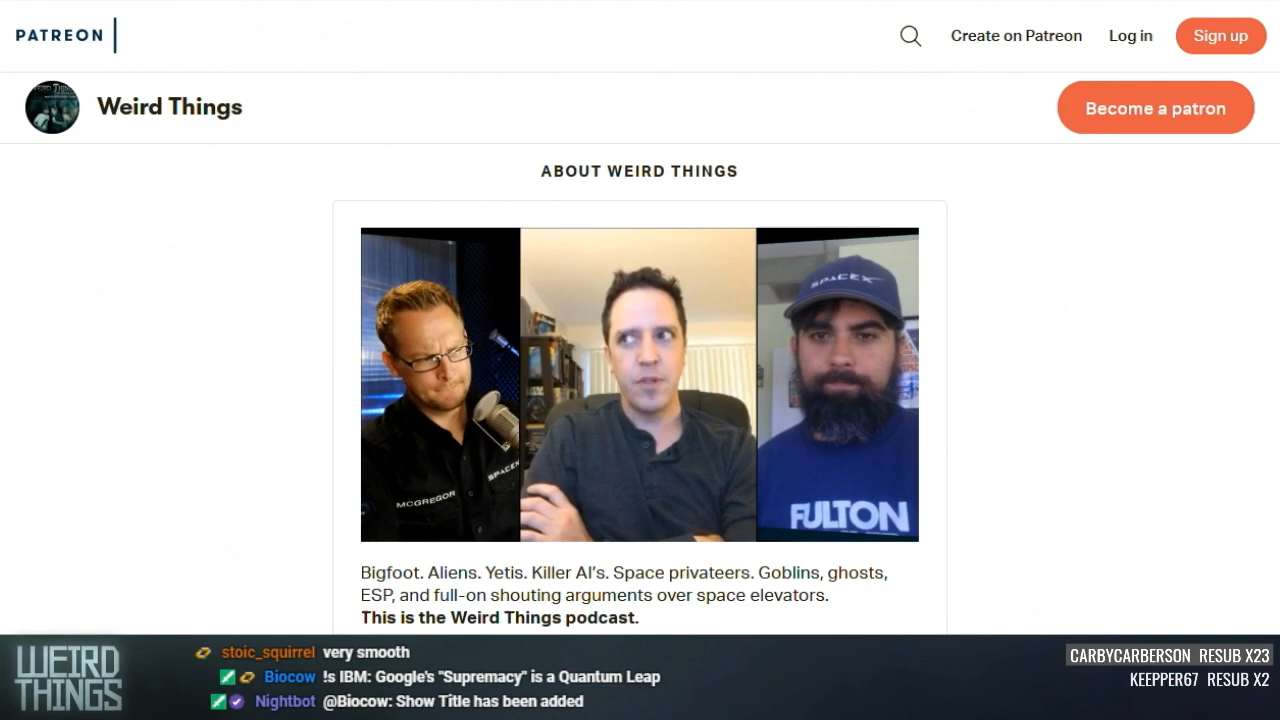 PATREON
Create on Patreon
Log in
Sign up
Weird Things
Become a patron
ABOUT WEIRD THINGS
SPACEX
MCGREGOR
SPACEX
FULTON
Bigfoot. Aliens. Yetis. Killer AI's. Space privateers. Goblins, ghosts,
ESP, and full-on shouting arguments over space elevators.
This is the Weird Things podcast.
WEIRD
THINGS
stoic_squirrel very smooth
Biocow !s IBM: Google's "Supremacy" is a Quantum Leap
Nightbot @Biocow: Show Title has been added
CARBYCARBERSON RESUB X23
KEEPPER67 RESUB X2